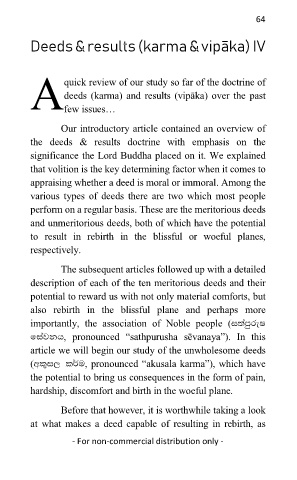 64
Deeds & results (karma & vipāka) IV
A quick review of our study so far of the doctrine of
deeds (karma) and results (vipāka) over the past
few issues…
Our introductory article contained an overview of
the deeds & results doctrine with emphasis on the
significance the Lord Buddha placed on it. We explained
that volition is the key determining factor when it comes to
appraising whether a deed is moral or immoral. Among the
various types of deeds there are two which most people
perform on a regular basis. These are the meritorious deeds
and unmeritorious deeds, both of which have the potential
to result in rebirth in the blissful or woeful planes,
respectively.
The subsequent articles followed up with a detailed
description of each of the ten meritorious deeds and their
potential to reward us with not only material comforts, but
also rebirth in the blissful plane and perhaps more
importantly, the association of Noble people (සත්පුරුෂ
සේවනය, pronounced “sathpurusha sēvanaya”). In this
article we will begin our study of the unwholesome deeds
(අකුසල කර්ම, pronounced “akusala karma”), which have
the potential to bring us consequences in the form of pain,
hardship, discomfort and birth in the woeful plane.
Before that however, it is worthwhile taking a look
at what makes a deed capable of resulting in rebirth, as
- For non-commercial distribution only -